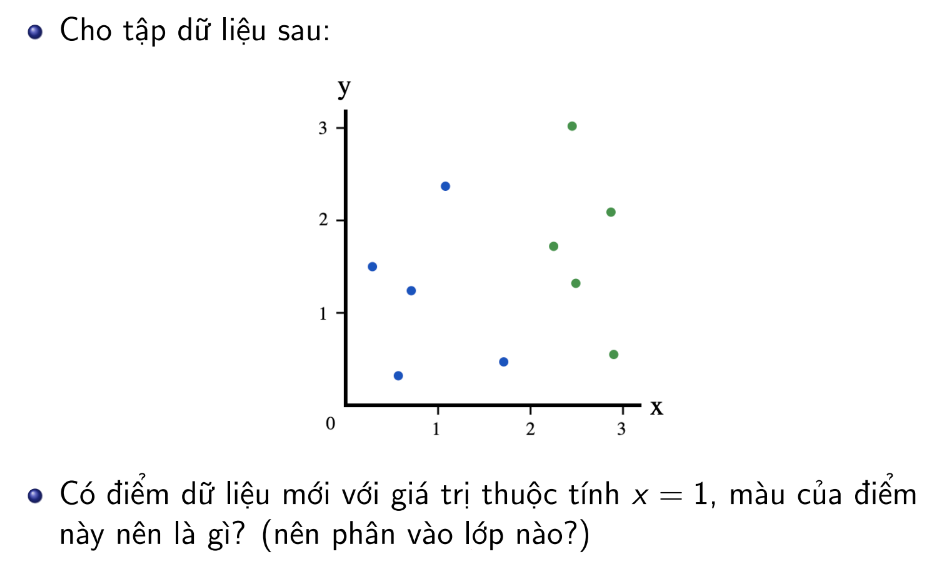 Cho tập dữ liệu sau:
y
3
2
1
0
1
2
3
x
Có điểm dữ liệu mới với giá trị thuộc tính x = 1, màu của điểm
này nên là gì? (nên phân vào lớp nào?)